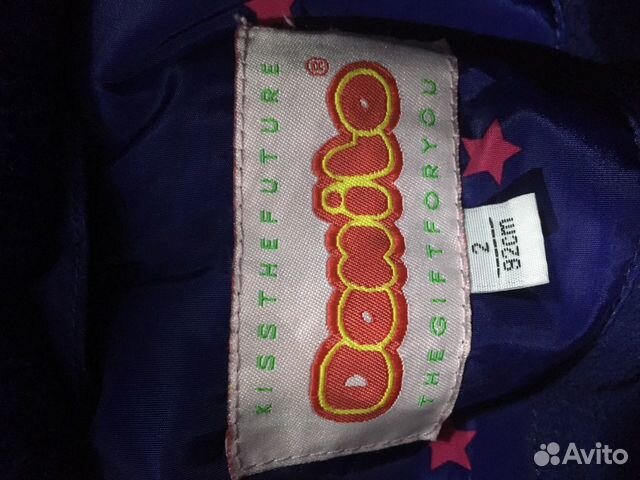 KISSTHEFUTURE
Danilo®
THEGIFTFORYOU
2
92cm
Avito